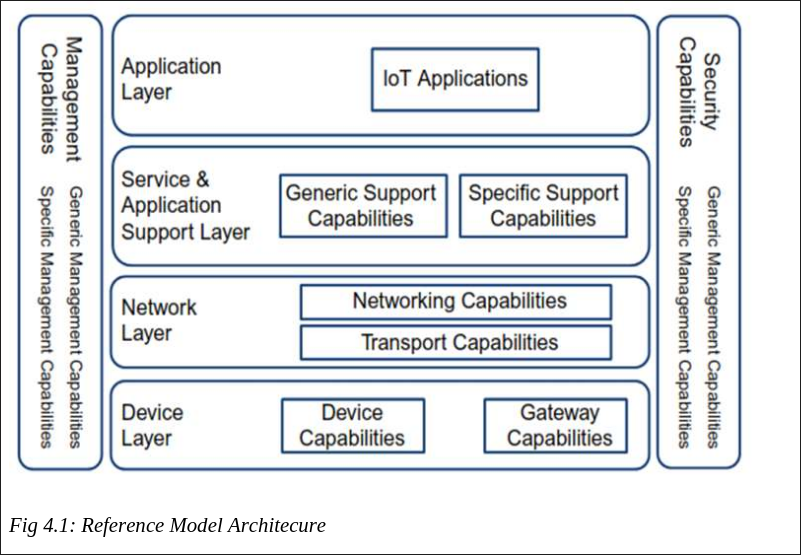 Management
Capabilities
Generic Management Capabilities
Specific Management Capabilities
Application
Layer
IoT Applications
Service &
Application
Support Layer
Generic Support
Capabilities
Specific Support
Capabilities
Network
Layer
Networking Capabilities
Transport Capabilities
Device
Layer
Device
Capabilities
Gateway
Capabilities
Security
Capabilities
Generic Management Capabilities
Specific Management Capabilities
Fig 4.1: Reference Model Architecure